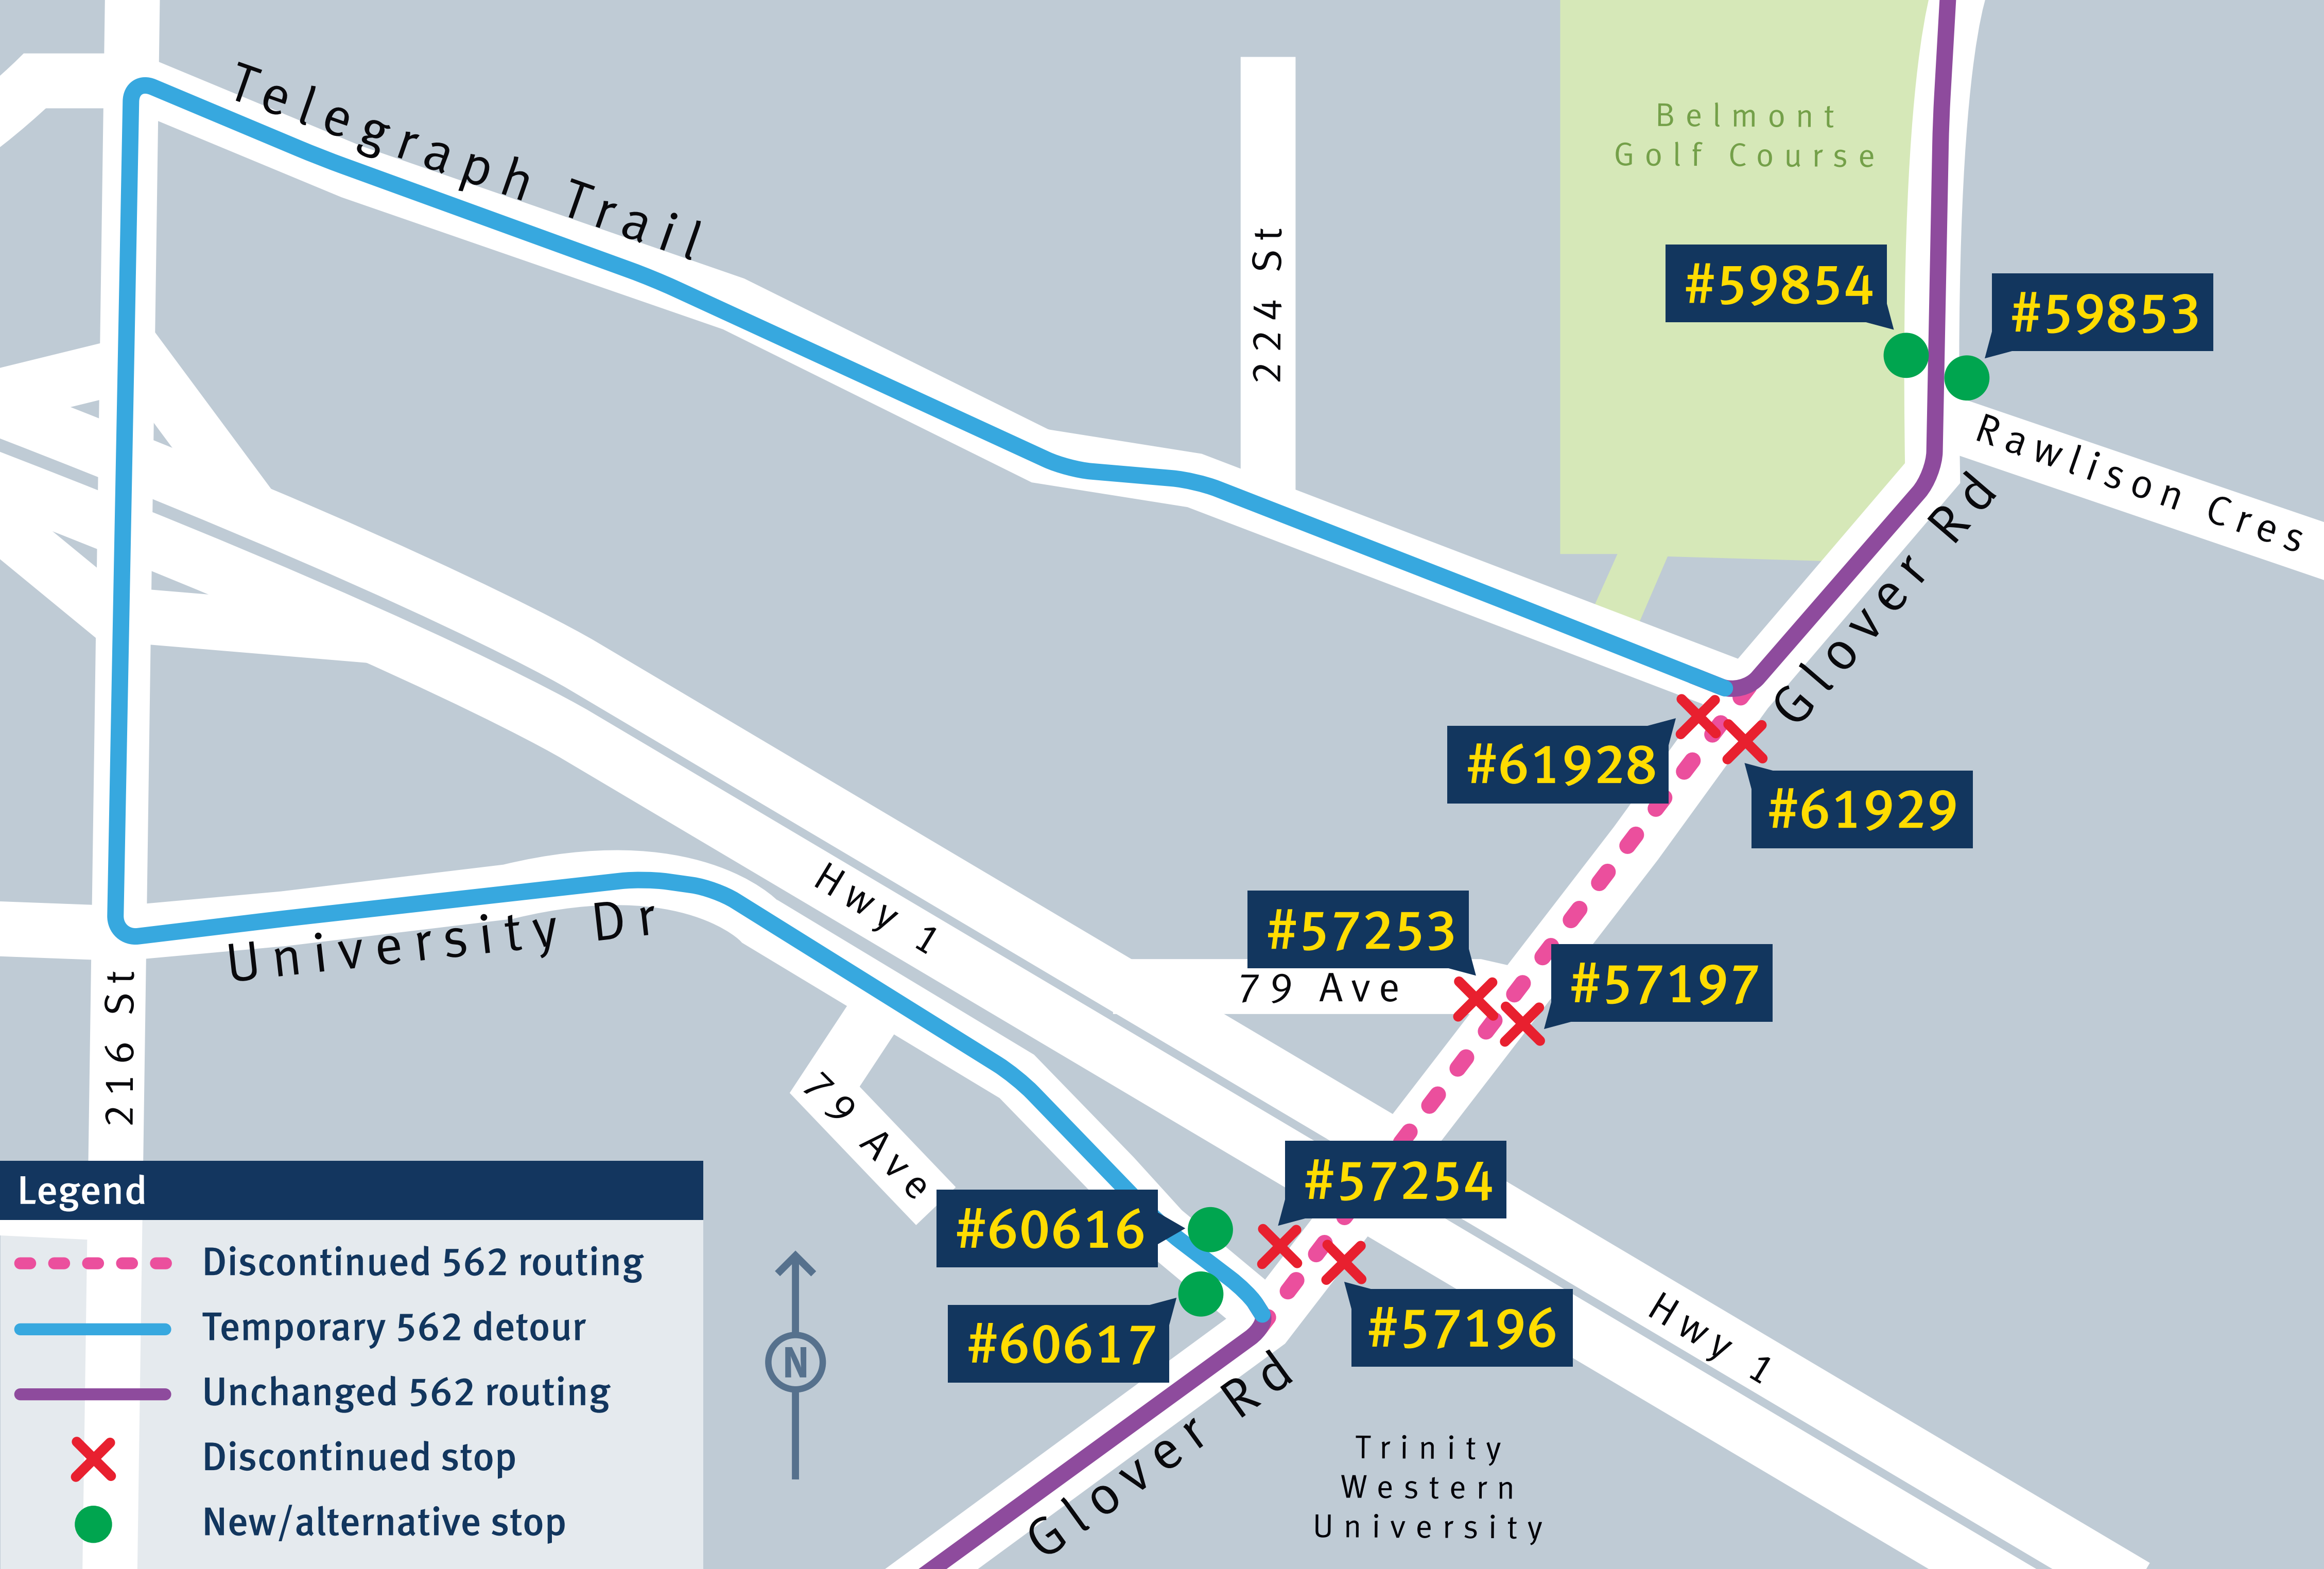 Telegraph Trail
224 St
Belmont
Golf Course
#59854
#59853
Rawlison Cres
Glover Rd
#61928
#61929
Hwy 1
University Dr
#57253
#57197
79 Ave
216 St
79 Ave
#57254
#60616
#57196
#60617
Hwy 1
Glover Rd
N
Trinity
Western
University
Legend
Discontinued 562 routing
Temporary 562 detour
Unchanged 562 routing
Discontinued stop
New/alternative stop